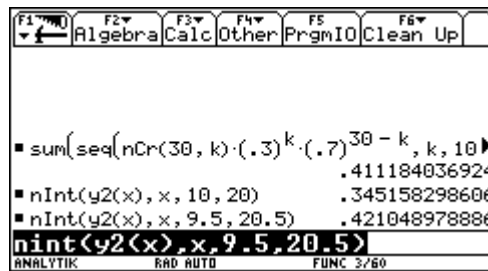 F1 F2 F3 F4 F5 F6
Algebra Calc Other PrgmIO Clean Up
▪ sum(seq(nCr(30, k)·(.3)^k·(.7)^30 - k, k, 10▶
.411184036924
▪ nInt(y2(x), x, 10, 20) .345158298606
▪ nInt(y2(x), x, 9.5, 20.5) .421048978886
nint(y2(x),x,9.5,20.5)
ANALYTIK RAD AUTO FUNC 3/60